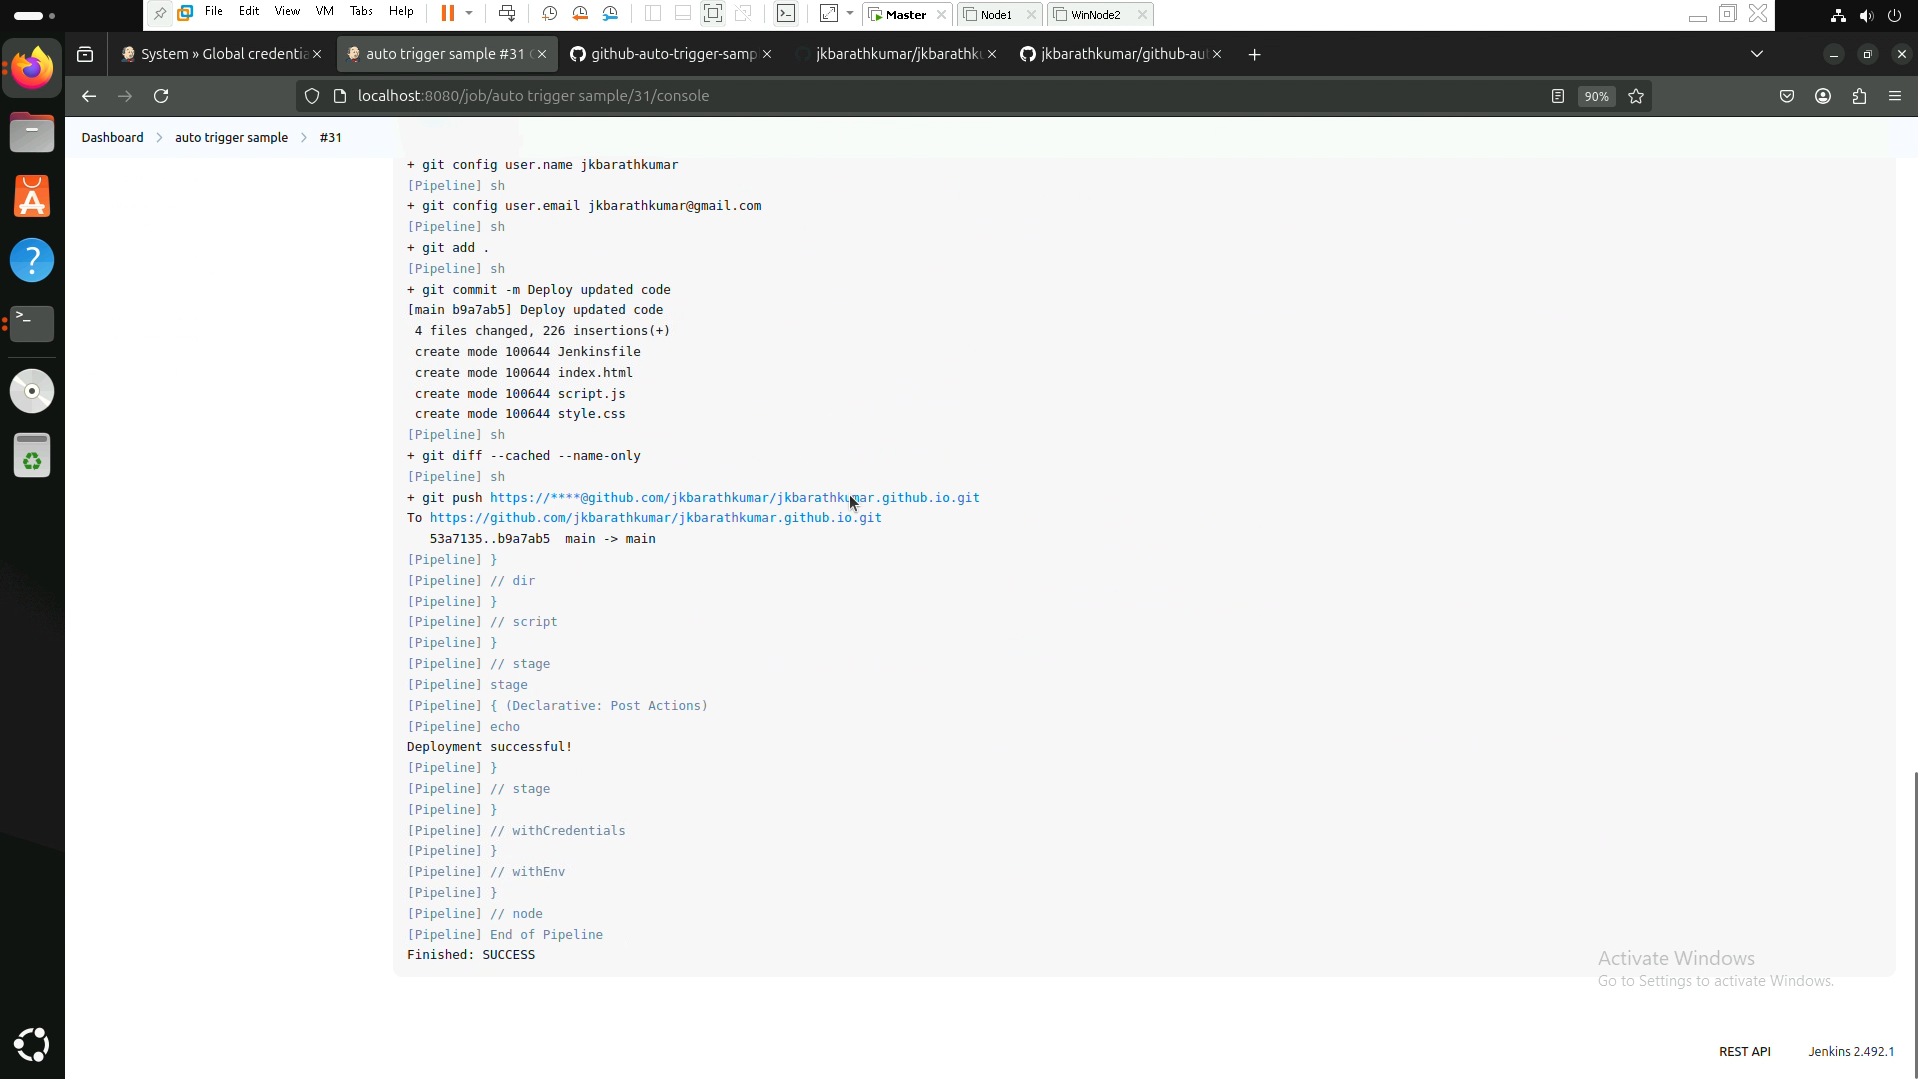 File Edit View VM Tabs Help Master Node1 WinNode2
System » Global credentia auto trigger sample #31 github-auto-trigger-samp jkbarathkumar/jkbarathk jkbarathkumar/github-au
localhost:8080/job/auto trigger sample/31/console 90%
Dashboard auto trigger sample #31
+ git config user.name jkbarathkumar
[Pipeline] sh
+ git config user.email jkbarathkumar@gmail.com
[Pipeline] sh
+ git add .
[Pipeline] sh
+ git commit -m Deploy updated code
[main b9a7ab5] Deploy updated code
4 files changed, 226 insertions(+)
create mode 100644 Jenkinsfile
create mode 100644 index.html
create mode 100644 script.js
create mode 100644 style.css
[Pipeline] sh
+ git diff --cached --name-only
[Pipeline] sh
+ git push https://****@github.com/jkbarathkumar/jkbarathkumar.github.io.git
To https://github.com/jkbarathkumar/jkbarathkumar.github.io.git
53a7135..b9a7ab5 main -> main
[Pipeline] }
[Pipeline] // dir
[Pipeline] }
[Pipeline] // script
[Pipeline] }
[Pipeline] // stage
[Pipeline] stage
[Pipeline] { (Declarative: Post Actions)
[Pipeline] echo
Deployment successful!
[Pipeline] }
[Pipeline] // stage
[Pipeline] }
[Pipeline] // withCredentials
[Pipeline] }
[Pipeline] // withEnv
[Pipeline] }
[Pipeline] // node
[Pipeline] End of Pipeline
Finished: SUCCESS
Activate Windows
Go to Settings to activate Windows.
REST API Jenkins 2.492.1